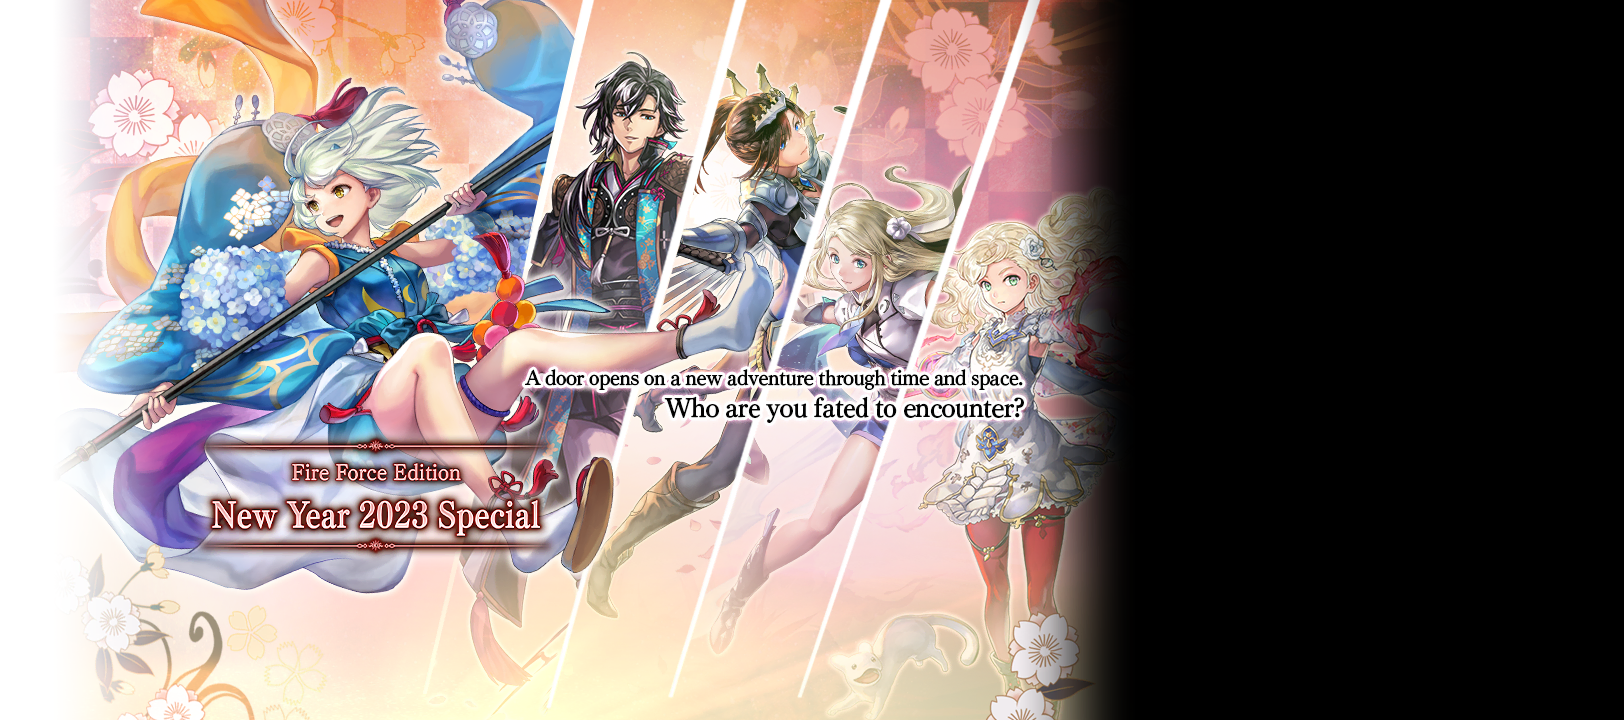 A door opens on a new adventure through time and space.
Who are you fated to encounter?
Fire Force Edition
New Year 2023 Special